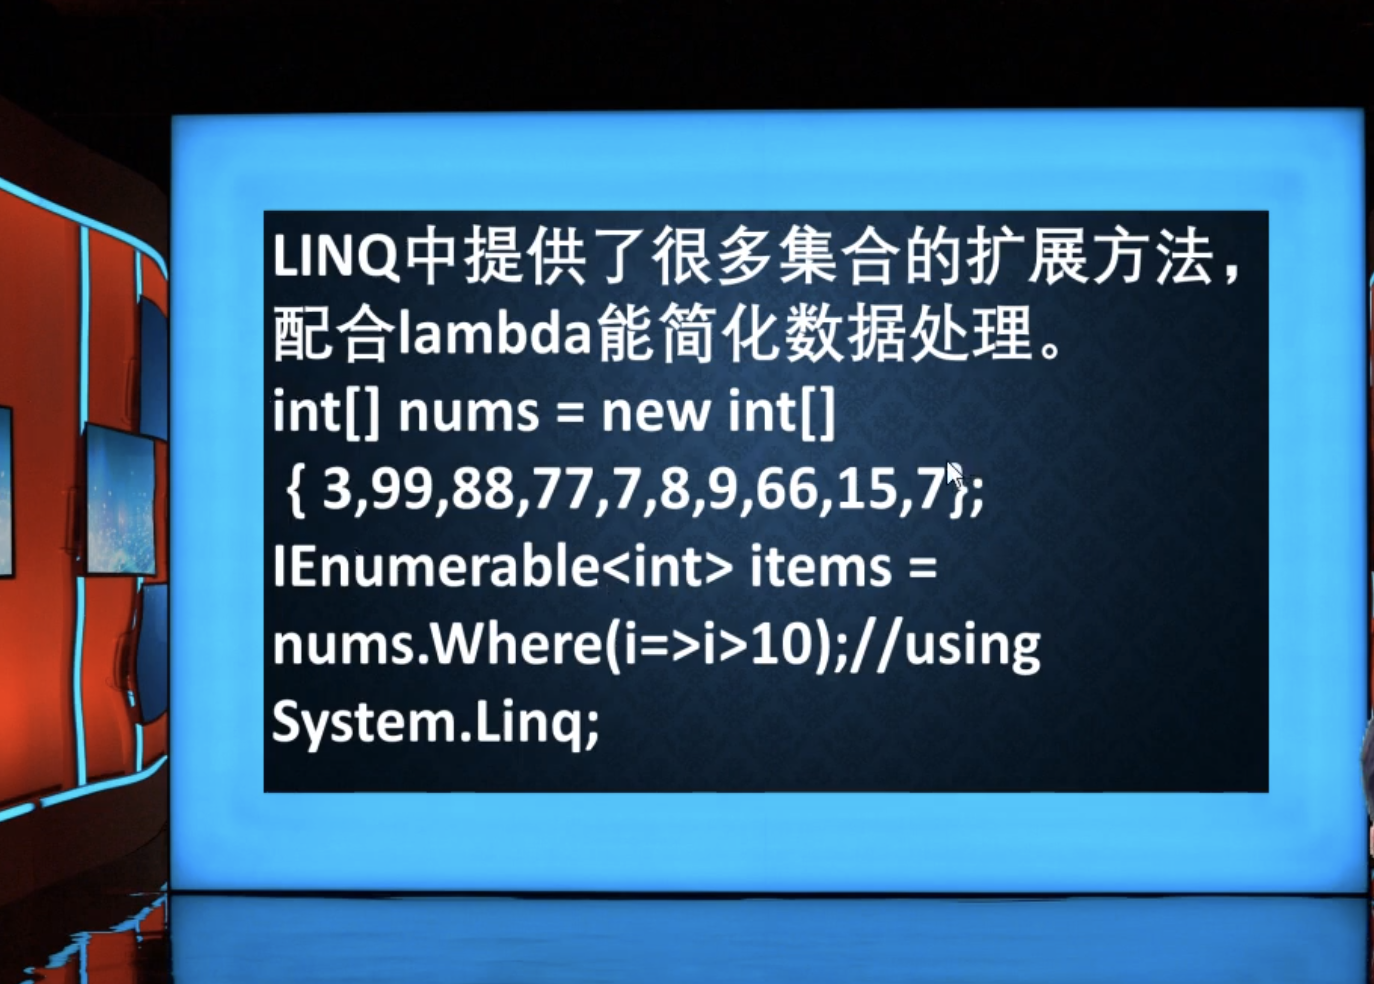 LINQ中提供了很多集合的扩展方法，
配合lambda能简化数据处理。
int[] nums = new int[]
{ 3,99,88,77,7,8,9,66,15,7};
IEnumerable<int> items =
nums.Where(i=>i>10);//using
System.Linq;